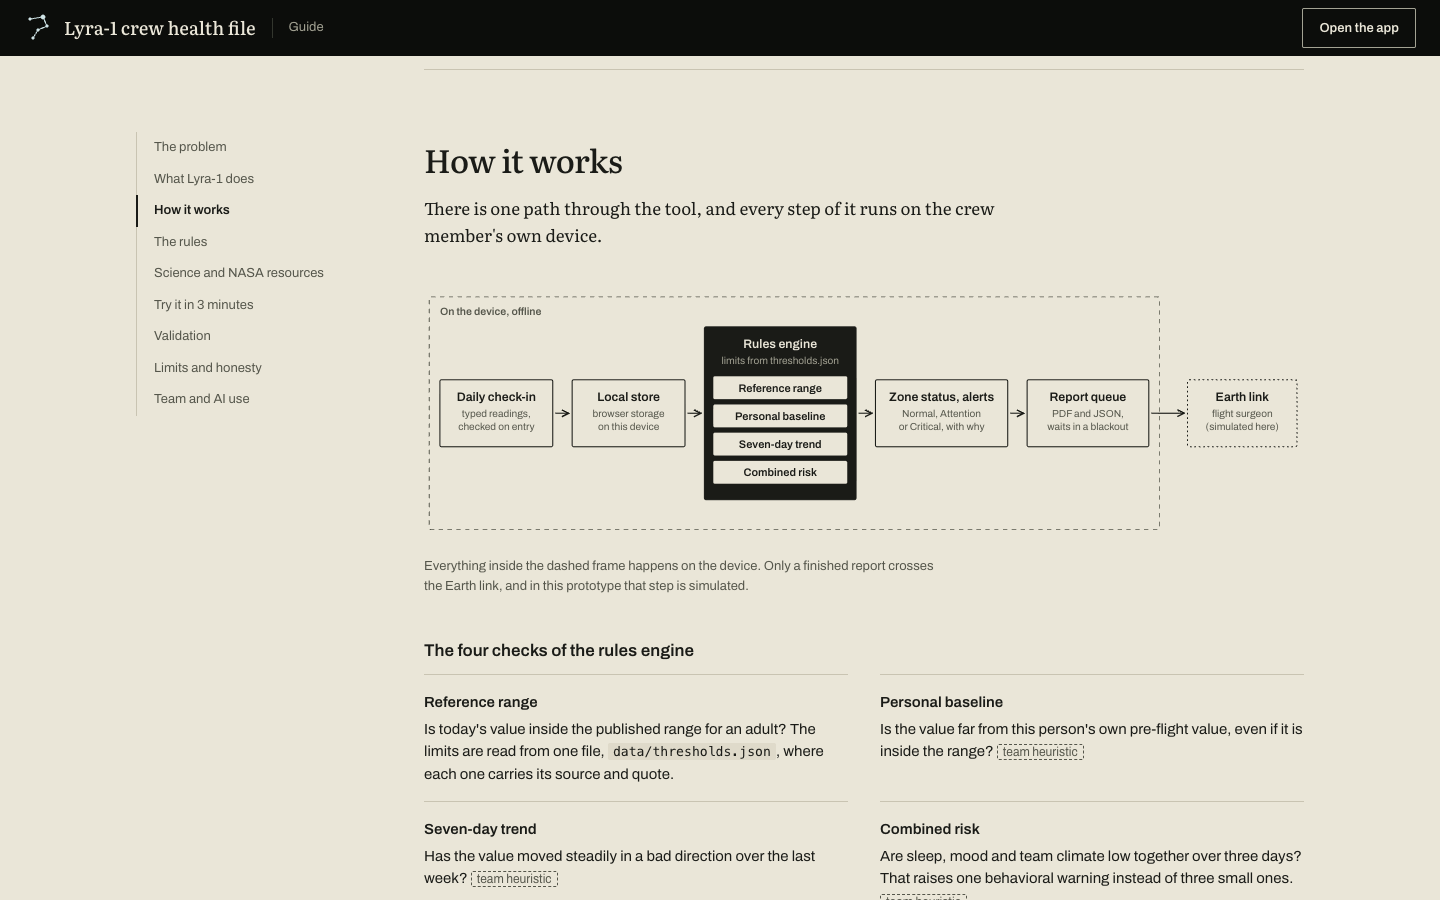 Lyra-1 crew health file
Guide
Open the app
The problem
What Lyra-1 does
How it works
The rules
Science and NASA resources
Try it in 3 minutes
Validation
Limits and honesty
Team and AI use
How it works
There is one path through the tool, and every step of it runs on the crew
member's own device.
On the device, offline
Daily check-in
typed readings,
checked on entry
Local store
browser storage
on this device
Rules engine
limits from thresholds.json
Reference range
Personal baseline
Seven-day trend
Combined risk
Zone status, alerts
Normal, Attention
or Critical, with why
Report queue
PDF and JSON,
waits in a blackout
Earth link
flight surgeon
(simulated here)
Everything inside the dashed frame happens on the device. Only a finished report crosses
the Earth link, and in this prototype that step is simulated.
The four checks of the rules engine
Reference range
Is today's value inside the published range for an adult? The
limits are read from one file, data/thresholds.json, where
each one carries its source and quote.
Personal baseline
Is the value far from this person's own pre-flight value, even if it is
inside the range? team heuristic
Seven-day trend
Has the value moved steadily in a bad direction over the last
week? team heuristic
Combined risk
Are sleep, mood and team climate low together over three days?
That raises one behavioral warning instead of three small ones.